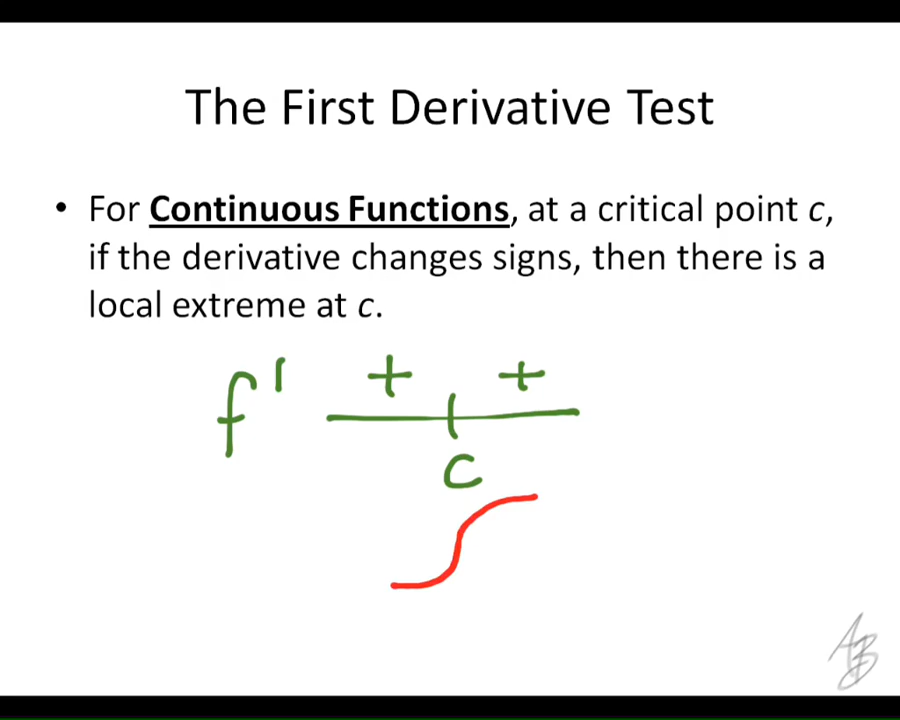 The First Derivative Test
• For Continuous Functions, at a critical point c,
if the derivative changes signs, then there is a
local extreme at c.
f' + +
c
AB